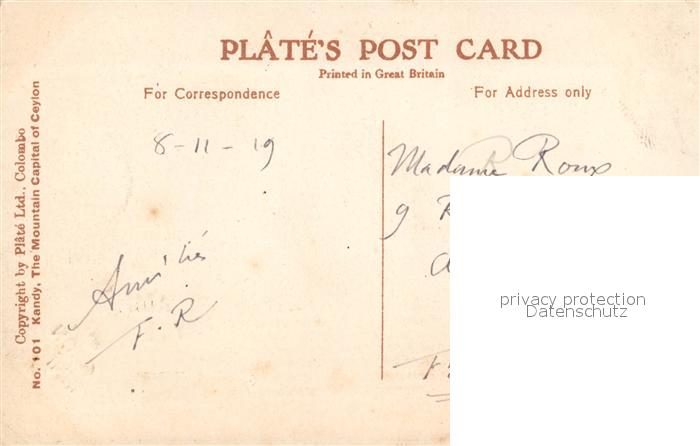 PLÂTÉ'S POST CARD
Printed in Great Britain
For Correspondence
For Address only
8-11-19
Madame Roux
9 R
Amitiés
F. R
Copyright by Plâté Ltd., Colombo
No. 101 Kandy, The Mountain Capital of Ceylon
privacy protection
Datenschutz